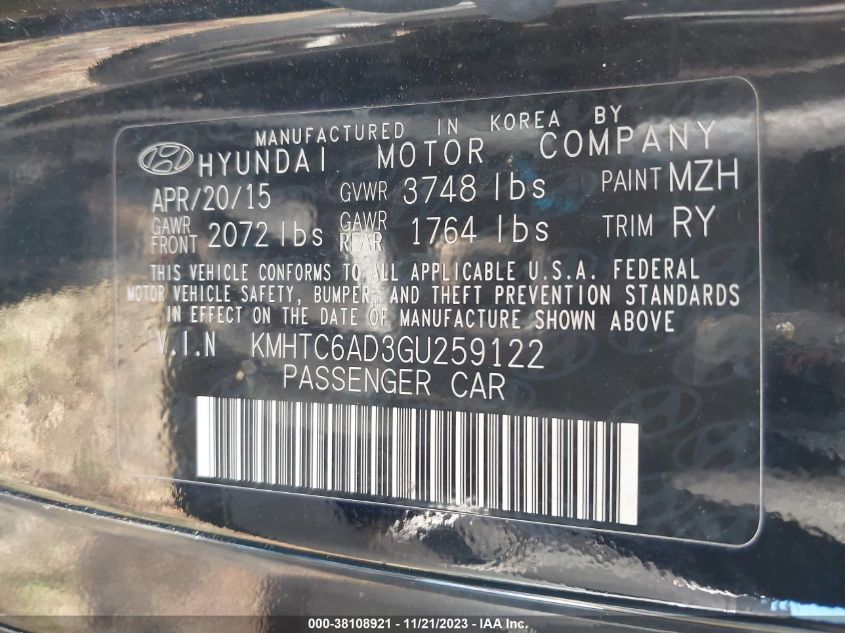 MANUFACTURED IN KOREA BY
HYUNDAI MOTOR COMPANY
APR/20/15 GVWR 3748 lbs PAINT MZH
GAWR FRONT 2072 lbs GAWR REAR 1764 lbs TRIM RY
THIS VEHICLE CONFORMS TO ALL APPLICABLE U.S.A. FEDERAL
MOTOR VEHICLE SAFETY, BUMPER, AND THEFT PREVENTION STANDARDS
IN EFFECT ON THE DATE OF MANUFACTURE SHOWN ABOVE.
V.I.N KMHTC6AD3GU259122
PASSENGER CAR
000-38108921 - 11/21/2023 - IAA, Inc.